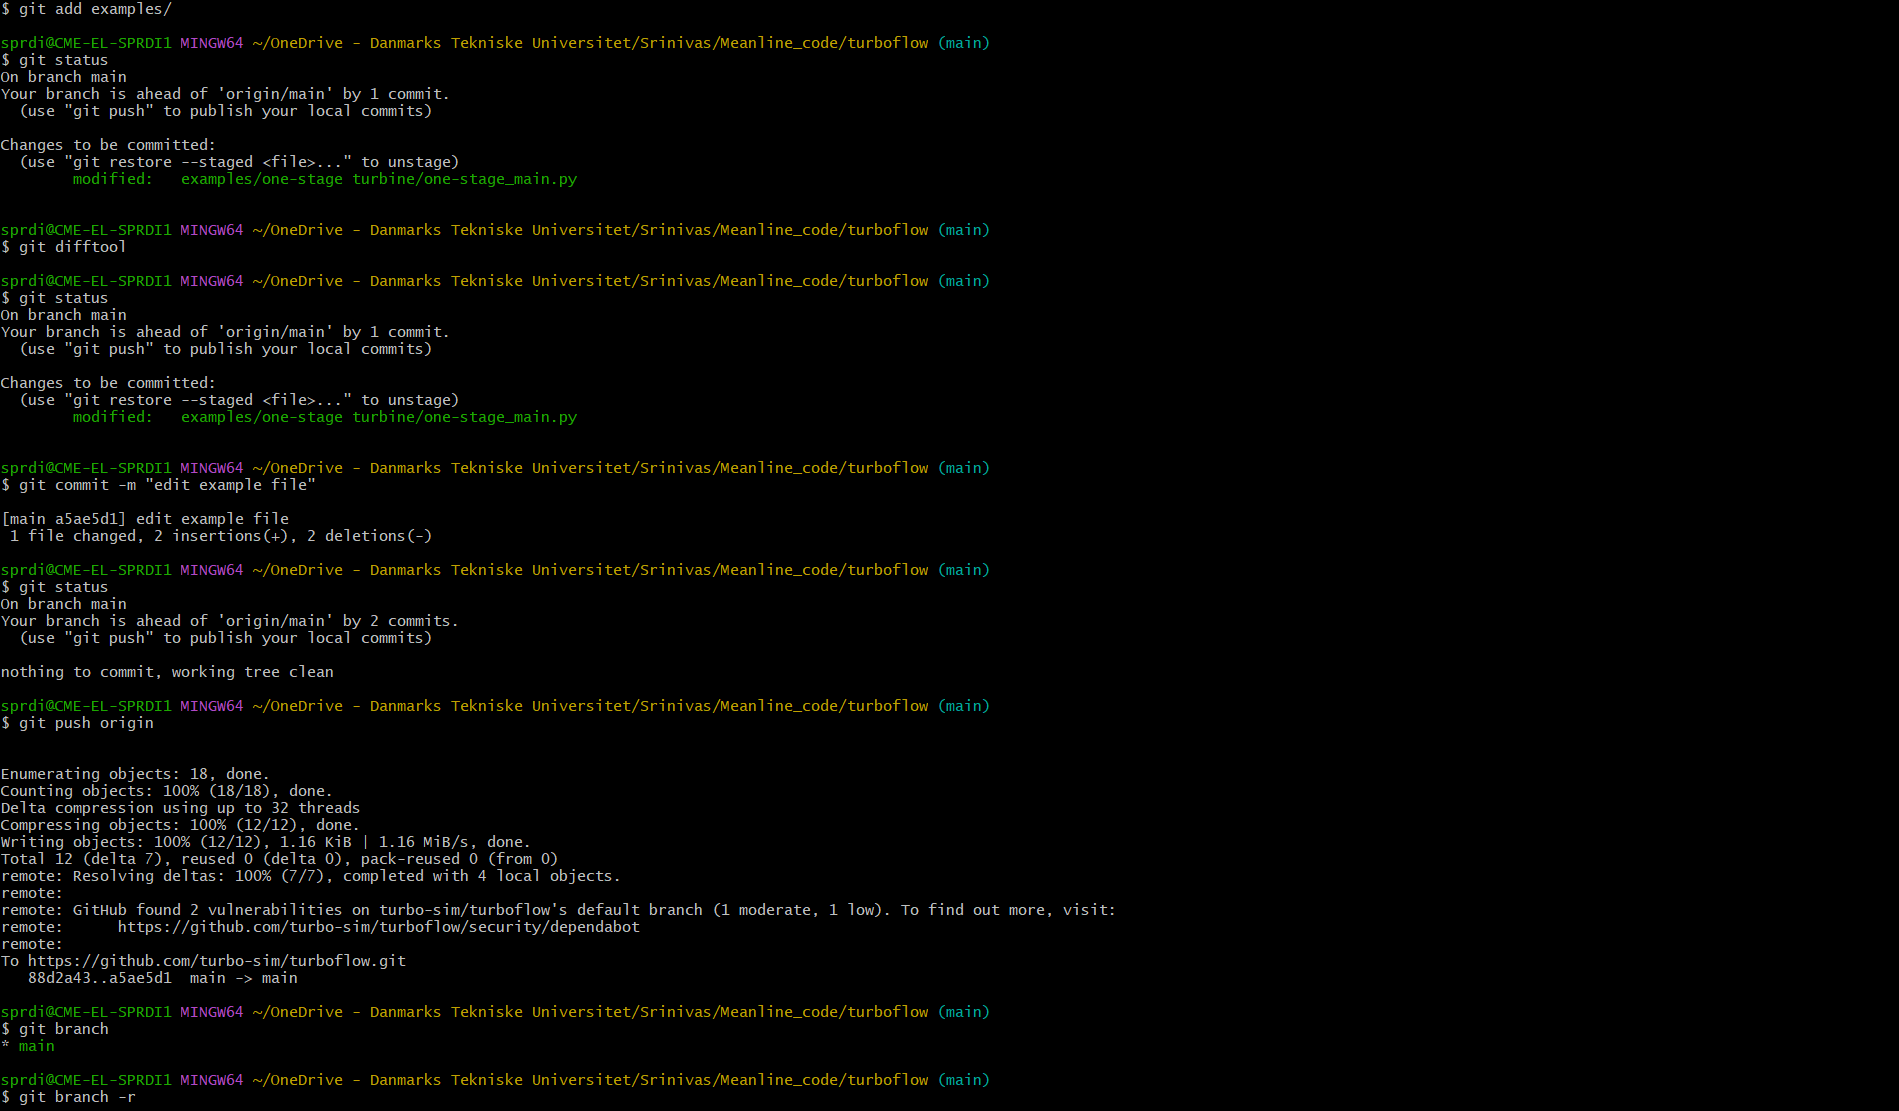 $ git add examples/
sprdi@CME-EL-SPRDI1 MINGW64 ~/OneDrive - Danmarks Tekniske Universitet/Srinivas/Meanline_code/turboflow (main)
$ git status
On branch main
Your branch is ahead of 'origin/main' by 1 commit.
  (use "git push" to publish your local commits)
Changes to be committed:
  (use "git restore --staged <file>..." to unstage)
        modified:   examples/one-stage turbine/one-stage_main.py
sprdi@CME-EL-SPRDI1 MINGW64 ~/OneDrive - Danmarks Tekniske Universitet/Srinivas/Meanline_code/turboflow (main)
$ git difftool
sprdi@CME-EL-SPRDI1 MINGW64 ~/OneDrive - Danmarks Tekniske Universitet/Srinivas/Meanline_code/turboflow (main)
$ git status
On branch main
Your branch is ahead of 'origin/main' by 1 commit.
  (use "git push" to publish your local commits)
Changes to be committed:
  (use "git restore --staged <file>..." to unstage)
        modified:   examples/one-stage turbine/one-stage_main.py
sprdi@CME-EL-SPRDI1 MINGW64 ~/OneDrive - Danmarks Tekniske Universitet/Srinivas/Meanline_code/turboflow (main)
$ git commit -m "edit example file"
[main a5ae5d1] edit example file
 1 file changed, 2 insertions(+), 2 deletions(-)
sprdi@CME-EL-SPRDI1 MINGW64 ~/OneDrive - Danmarks Tekniske Universitet/Srinivas/Meanline_code/turboflow (main)
$ git status
On branch main
Your branch is ahead of 'origin/main' by 2 commits.
  (use "git push" to publish your local commits)
nothing to commit, working tree clean
sprdi@CME-EL-SPRDI1 MINGW64 ~/OneDrive - Danmarks Tekniske Universitet/Srinivas/Meanline_code/turboflow (main)
$ git push origin
Enumerating objects: 18, done.
Counting objects: 100% (18/18), done.
Delta compression using up to 32 threads
Compressing objects: 100% (12/12), done.
Writing objects: 100% (12/12), 1.16 KiB | 1.16 MiB/s, done.
Total 12 (delta 7), reused 0 (delta 0), pack-reused 0 (from 0)
remote: Resolving deltas: 100% (7/7), completed with 4 local objects.
remote:
remote: GitHub found 2 vulnerabilities on turbo-sim/turboflow's default branch (1 moderate, 1 low). To find out more, visit:
remote:      https://github.com/turbo-sim/turboflow/security/dependabot
remote:
To https://github.com/turbo-sim/turboflow.git
   88d2a43..a5ae5d1  main -> main
sprdi@CME-EL-SPRDI1 MINGW64 ~/OneDrive - Danmarks Tekniske Universitet/Srinivas/Meanline_code/turboflow (main)
$ git branch
* main
sprdi@CME-EL-SPRDI1 MINGW64 ~/OneDrive - Danmarks Tekniske Universitet/Srinivas/Meanline_code/turboflow (main)
$ git branch -r